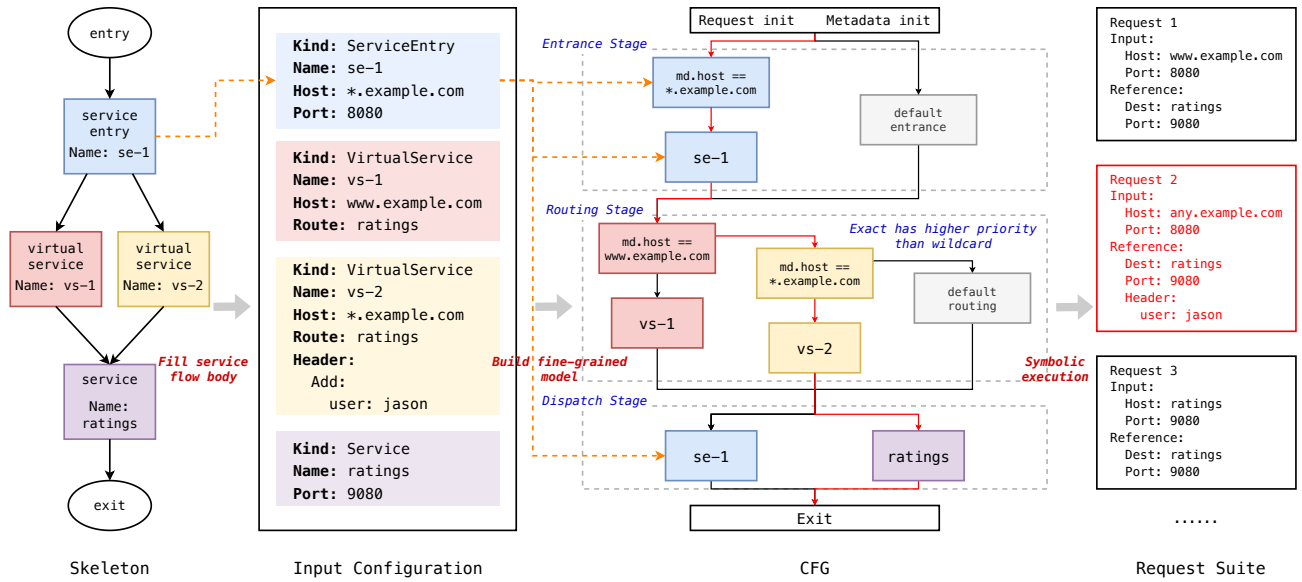 entry
service
entry
Name: se-1
virtual
service
Name: vs-1
virtual
service
Name: vs-2
service
Name:
ratings
exit
Skeleton
Fill service
flow body
Kind: ServiceEntry
Name: se-1
Host: *.example.com
Port: 8080
Kind: VirtualService
Name: vs-1
Host: www.example.com
Route: ratings
Kind: VirtualService
Name: vs-2
Host: *.example.com
Route: ratings
Header:
Add:
user: jason
Kind: Service
Name: ratings
Port: 9080
Input Configuration
Build fine-grained
model
Request init Metadata init
Entrance Stage
md.host ==
*.example.com
default
entrance
se-1
Routing Stage
md.host ==
www.example.com
Exact has higher priority
than wildcard
md.host ==
*.example.com
default
routing
vs-1
vs-2
Dispatch Stage
se-1
ratings
Exit
CFG
Symbolic
execution
Request 1
Input:
Host: www.example.com
Port: 8080
Reference:
Dest: ratings
Port: 9080
Request 2
Input:
Host: any.example.com
Port: 8080
Reference:
Dest: ratings
Port: 9080
Header:
user: jason
Request 3
Input:
Host: ratings
Port: 9080
Reference:
Dest: ratings
Port: 9080
......
Request Suite